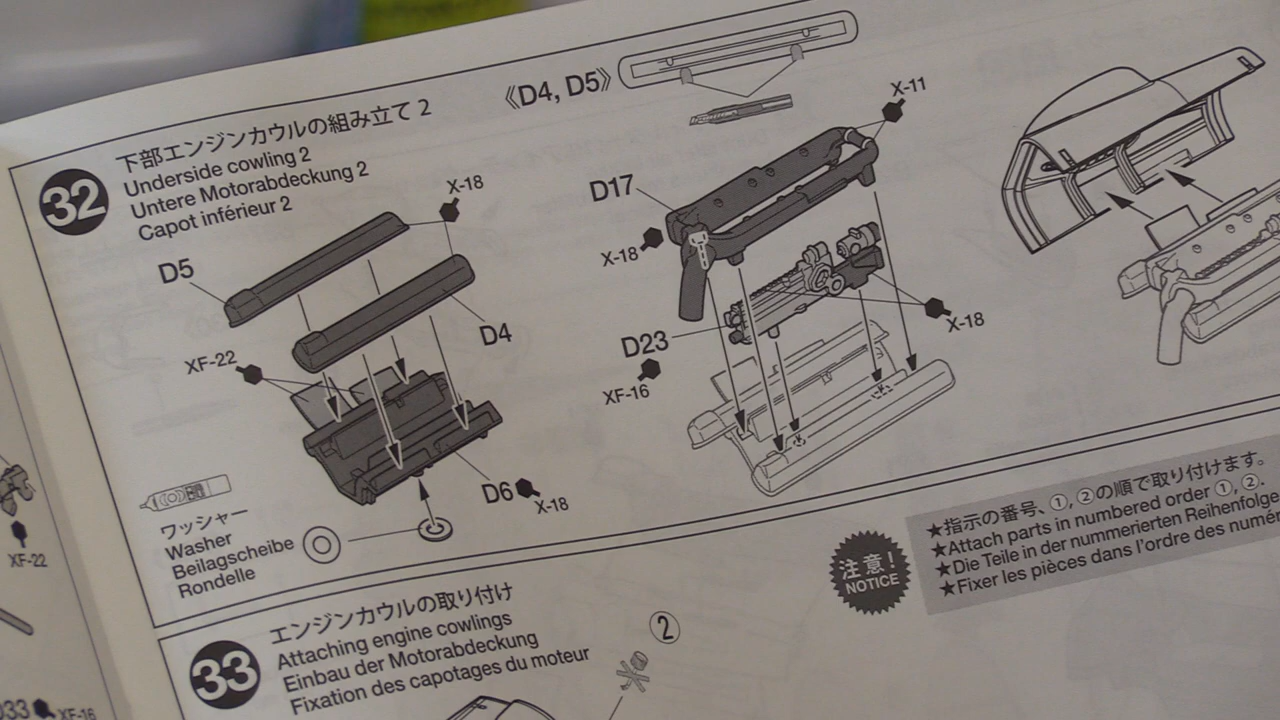 32
下部エンジンカウルの組み立て 2
Underside cowling 2
Untere Motorabdeckung 2
Capot inférieur 2
《D4, D5》
X-18
D5
D4
XF-22
D6
X-18
ワッシャー
Washer
Beilagscheibe
Rondelle
X-11
D17
X-18
D23
XF-16
X-18
XF-22
D33
XF-16
注意!
NOTICE
★指示の番号、①, ②の順で取り付けます。
★Attach parts in numbered order ①, ②.
★Die Teile in der nummerierten Reihenfolge
★Fixer les pièces dans l'ordre des numér
33
エンジンカウルの取り付け
Attaching engine cowlings
Einbau der Motorabdeckung
Fixation des capotages du moteur
②